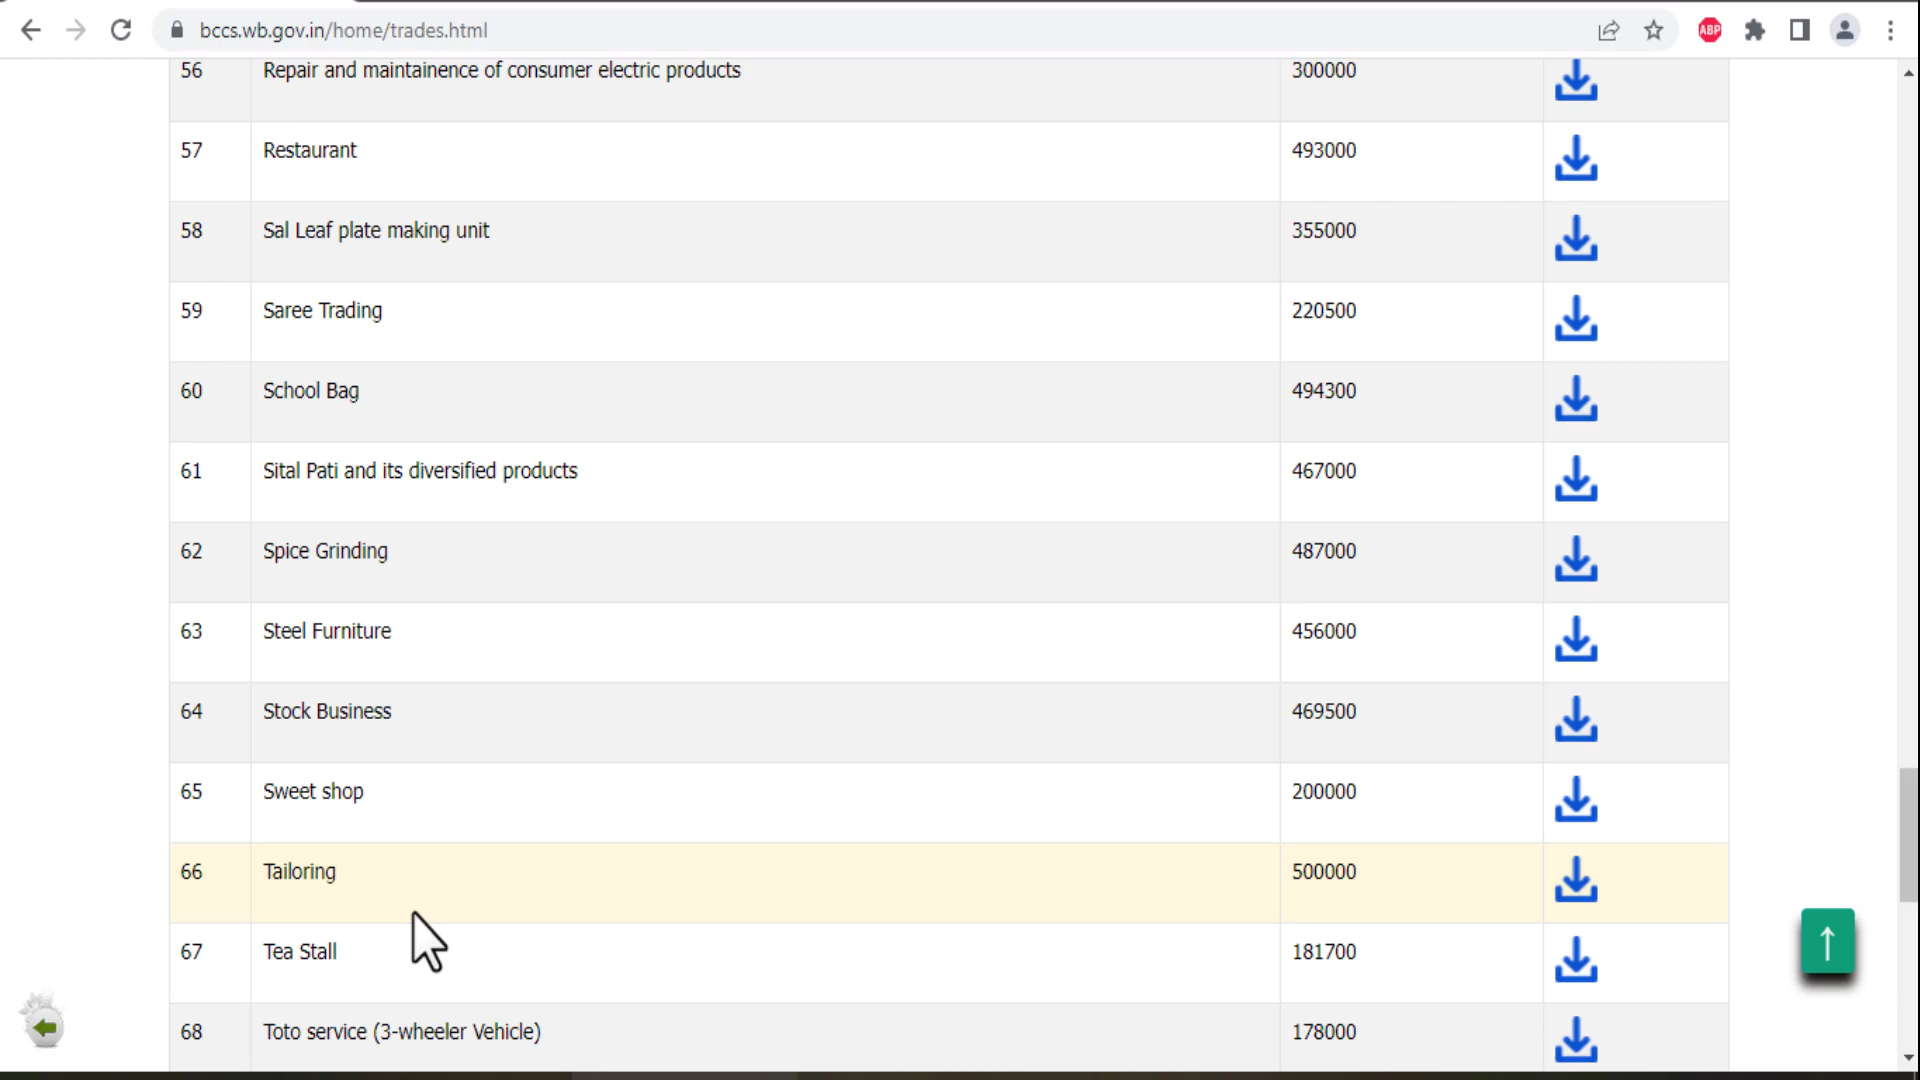 bccs.wb.gov.in/home/trades.html
ABP
56 Repair and maintainence of consumer electric products 300000
57 Restaurant 493000
58 Sal Leaf plate making unit 355000
59 Saree Trading 220500
60 School Bag 494300
61 Sital Pati and its diversified products 467000
62 Spice Grinding 487000
63 Steel Furniture 456000
64 Stock Business 469500
65 Sweet shop 200000
66 Tailoring 500000
67 Tea Stall 181700
68 Toto service (3-wheeler Vehicle) 178000